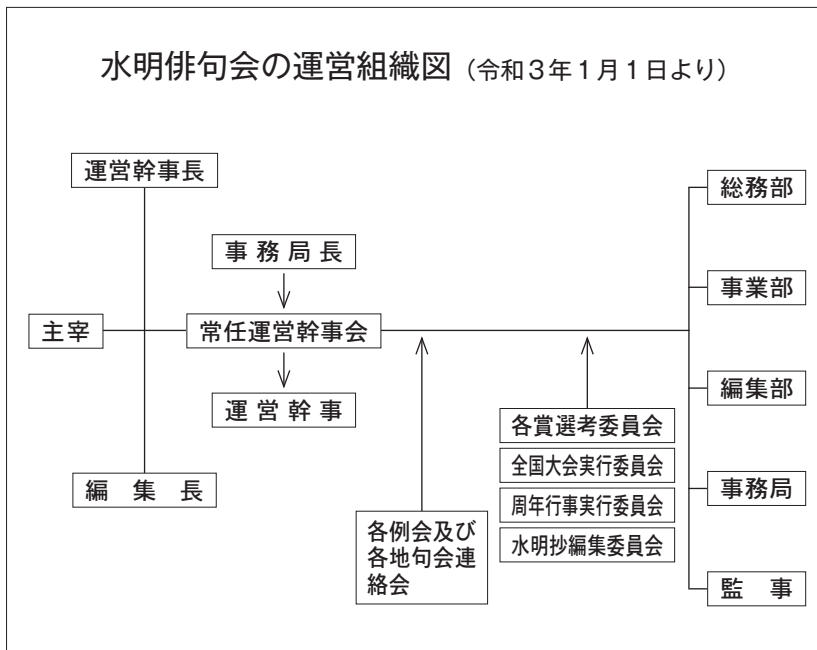 水明俳句会の運営組織図（令和３年１月１日より）
運営幹事長
総務部
事務局長
事業部
主宰
常任運営幹事会
運営幹事
編集部
各賞選考委員会
全国大会実行委員会
編集長
事務局
周年行事実行委員会
各例会及び
各地句会連
絡会
水明抄編集委員会
監　事